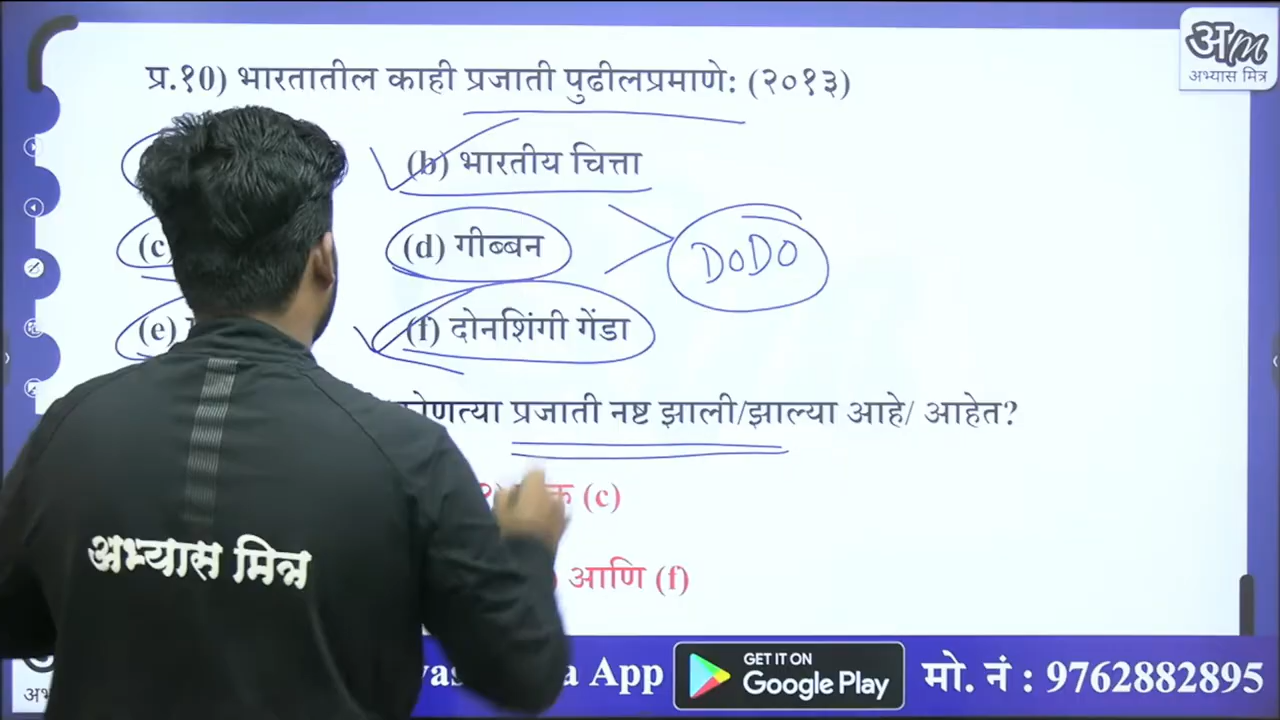 प्र.१०) भारतातील काही प्रजाती पुढीलप्रमाणे: (२०१३)
अm
अभ्यास मित्र
(b) भारतीय चित्ता
(c) (d) गीब्बन
DODO
(e) (f) दोनशिंगी गेंडा
कोणत्या प्रजाती नष्ट झाली/झाल्या आहे/ आहेत?
(c)
आणि (f)
अभ्यास मित्र
App
GET IT ON
Google Play
मो. नं : 9762882895